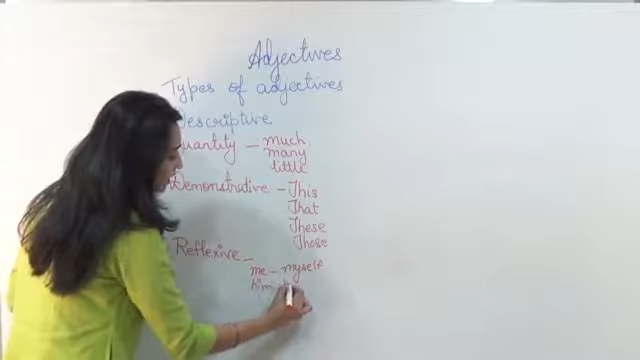 Adjectives
Types of adjectives
Descriptive
Quantity - much
many
little
Demonstrative - This
That
These
Those
Reflexive -
me - myself
him